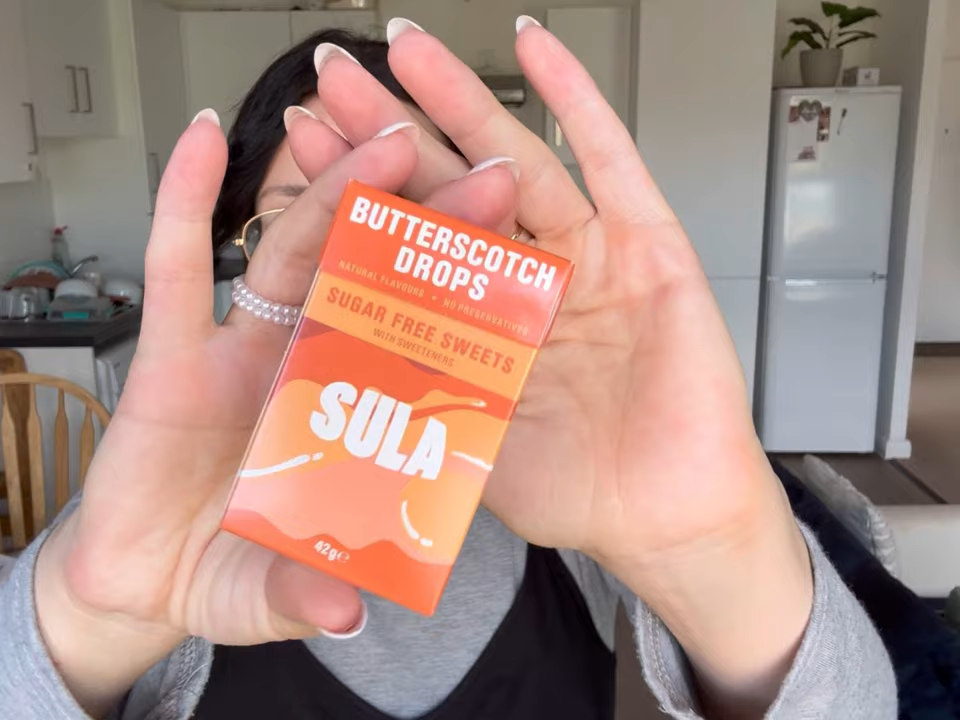 BUTTERSCOTCH
DROPS
NATURAL FLAVOURS • NO PRESERVATIVES
SUGAR FREE SWEETS
WITH SWEETENERS
SULA
42g℮